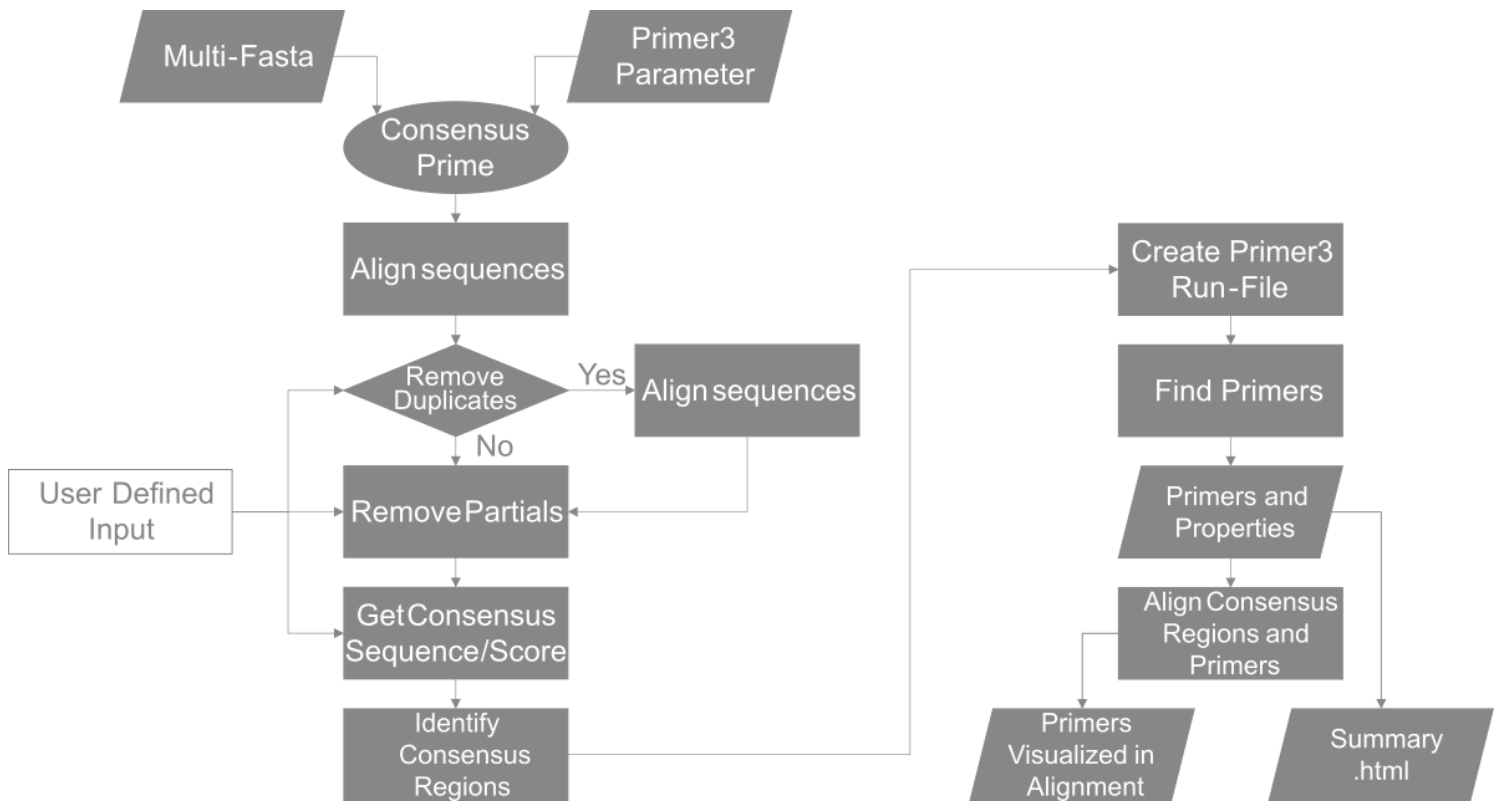 Multi-Fasta
Primer3
Parameter
Consensus
Prime
Align sequences
Remove
Duplicates
Yes
Align sequences
No
User Defined
Input
Remove Partials
Get Consensus
Sequence/Score
Identify
Consensus
Regions
Create Primer3
Run-File
Find Primers
Primers and
Properties
Align Consensus
Regions and
Primers
Primers
Visualized in
Alignment
Summary
.html